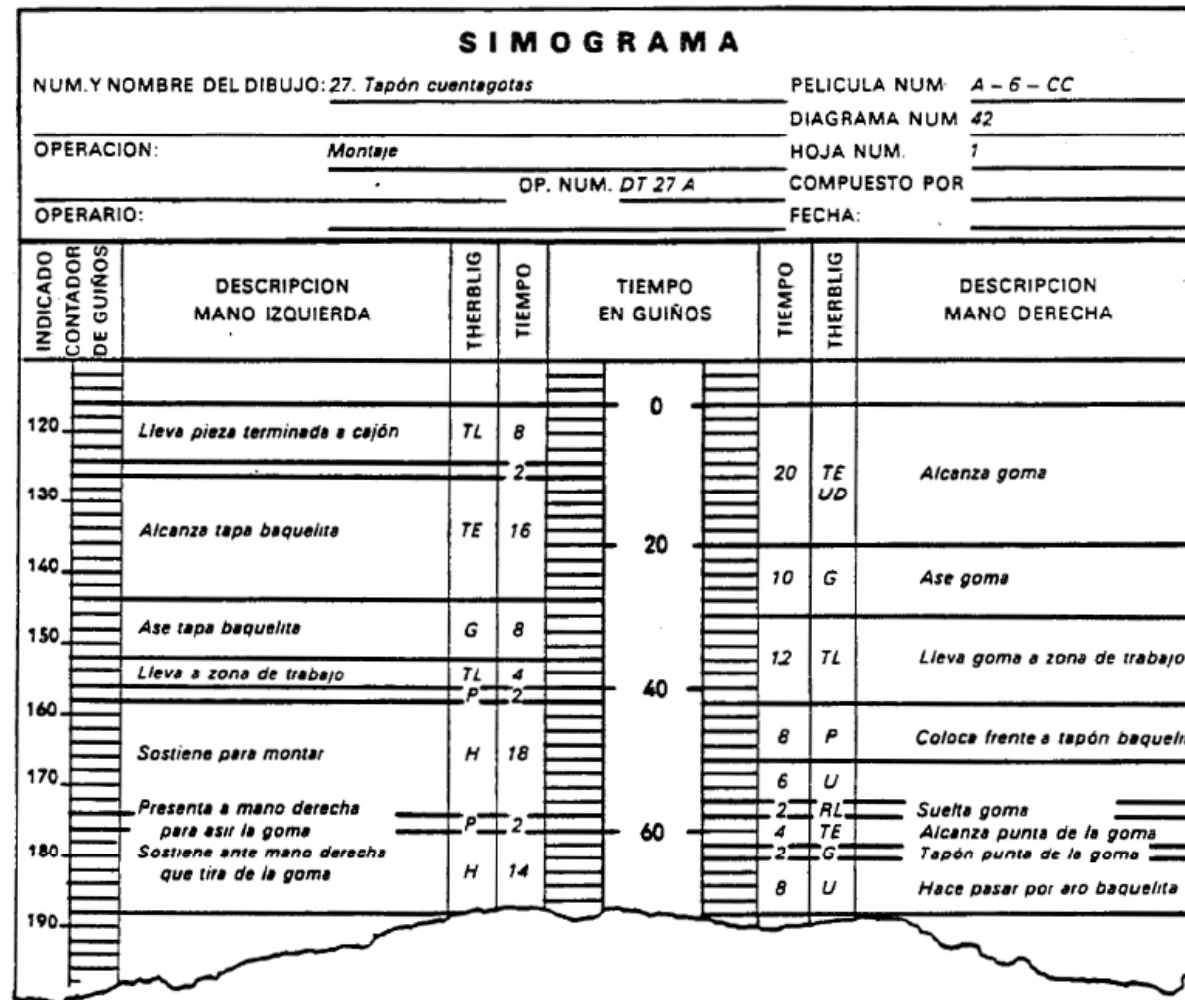 SIMOGRAMA
NUM.Y NOMBRE DEL DIBUJO: 27. Tapón cuentagotas
PELICULA NUM A – 6 – CC
DIAGRAMA NUM 42
OPERACION: Montaje
HOJA NUM. 1
OP. NUM. DT 27 A
COMPUESTO POR
OPERARIO:
FECHA:
INDICADO
CONTADOR
DE GUIÑOS
DESCRIPCION
MANO IZQUIERDA
THERBLIG
TIEMPO
TIEMPO
EN GUIÑOS
TIEMPO
THERBLIG
DESCRIPCION
MANO DERECHA
0
120 Lleva pieza terminada a cajón TL 8
2
20 TE Alcanza goma
UD
130
Alcanza tapa baquelita TE 16
20
140
10 G Ase goma
150 Ase tapa baquelita G 8
12 TL Lleva goma a zona de trabajo
Lleva a zona de trabajo TL 4
P 2
40
160
8 P Coloca frente a tapón
Sostiene para montar H 18
170
6 U
2 RL Suelta goma
Presenta a mano derecha
para asir la goma P 2
60
4 TE Alcanza punta de la goma
2 G Tapón punta de la goma
180 Sostiene ante mano derecha
que tira de la goma H 14
8 U Hace pasar por aro baquelita
190